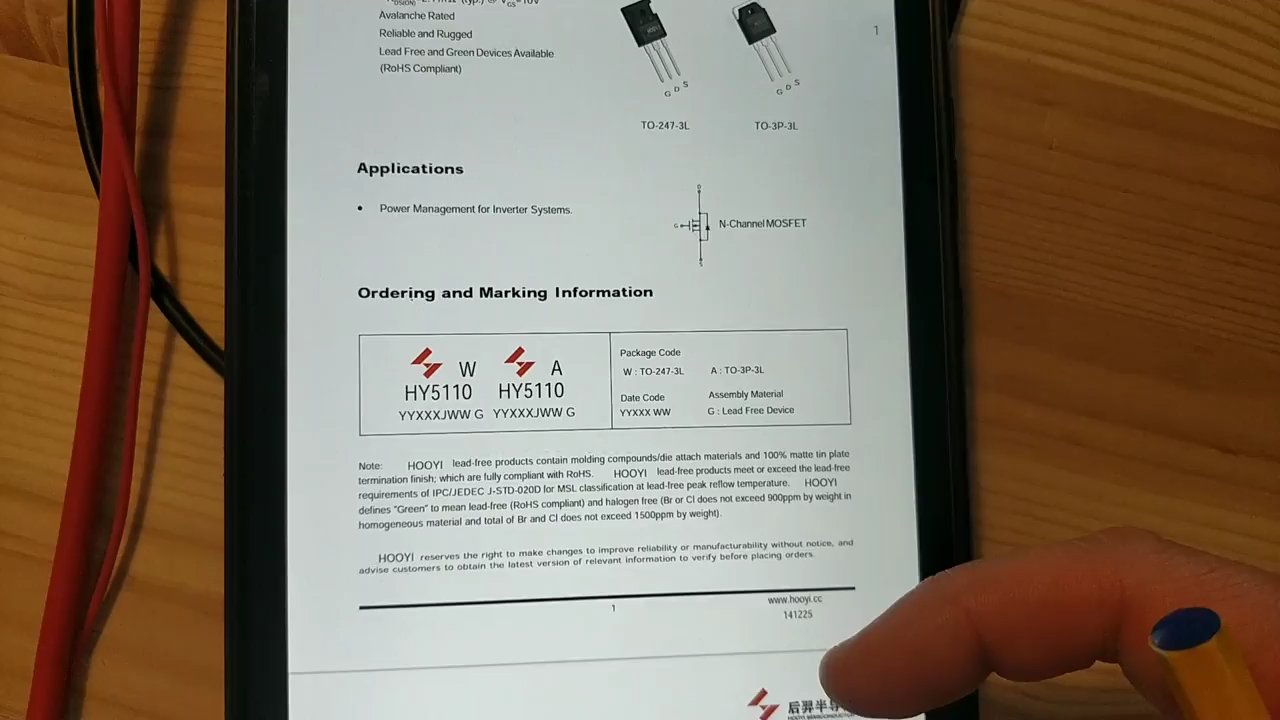 Avalanche Rated
Reliable and Rugged
Lead Free and Green Devices Available
(RoHS Compliant)
1
G D S
G D S
TO-247-3L
TO-3P-3L
Applications
• Power Management for Inverter Systems.
D
G
S
N-Channel MOSFET
Ordering and Marking Information
W
A
HY5110
HY5110
YYXXXJWW G
YYXXXJWW G
Package Code
W : TO-247-3L
A : TO-3P-3L
Date Code
Assembly Material
YYXXX WW
G : Lead Free Device
Note: HOOYI lead-free products contain molding compounds/die attach materials and 100% matte tin plate
termination finish; which are fully compliant with RoHS. HOOYI lead-free products meet or exceed the lead-free
requirements of IPC/JEDEC J-STD-020D for MSL classification at lead-free peak reflow temperature. HOOYI
defines "Green" to mean lead-free (RoHS compliant) and halogen free (Br or Cl does not exceed 900ppm by weight in
homogeneous material and total of Br and Cl does not exceed 1500ppm by weight).
HOOYI reserves the right to make changes to improve reliability or manufacturability without notice, and
advise customers to obtain the latest version of relevant information to verify before placing orders.
1
www.hooyi.cc
141225
后羿半导